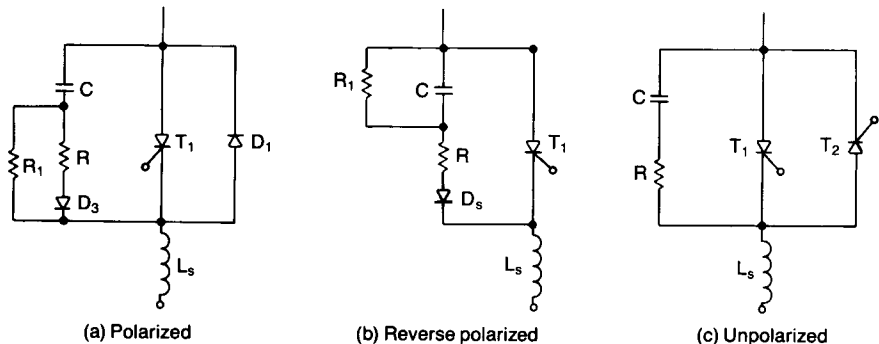 C
R₁
R
D₃
T₁
D₁
Lₛ
(a) Polarized
R₁
C
R
Dₛ
T₁
Lₛ
(b) Reverse polarized
C
R
T₁
T₂
Lₛ
(c) Unpolarized